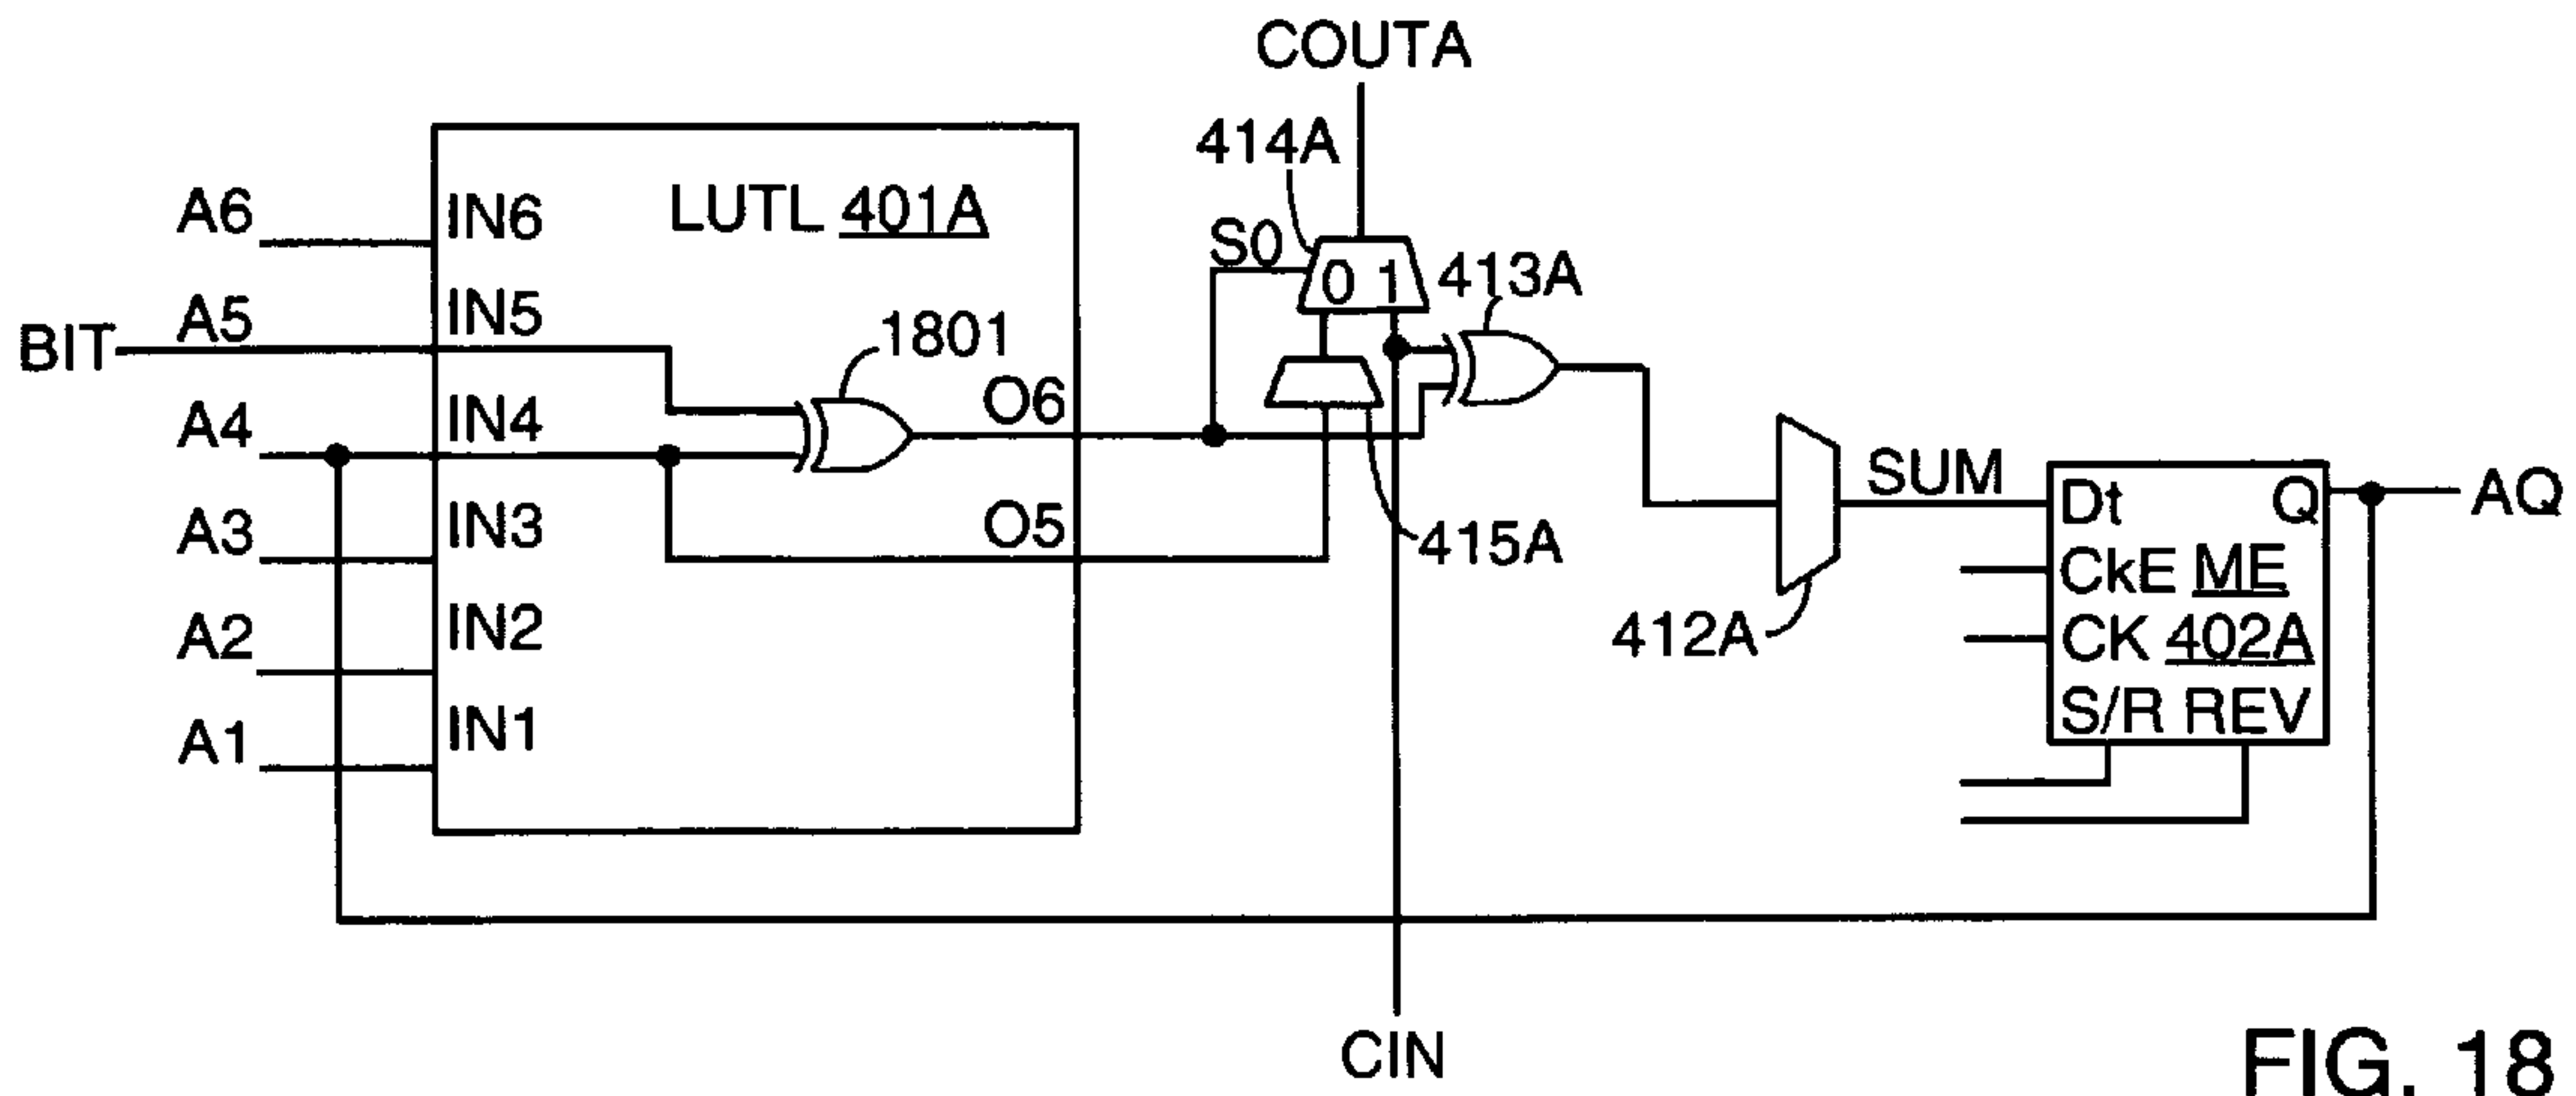 COUTA
414A
A6
IN6
LUTL 401A
S0
0 1
413A
A5
IN5
1801
BIT
A4
IN4
O6
SUM
Dt
Q
AQ
A3
IN3
O5
415A
CkE ME
A2
IN2
412A
CK 402A
A1
IN1
S/R REV
CIN
FIG. 18